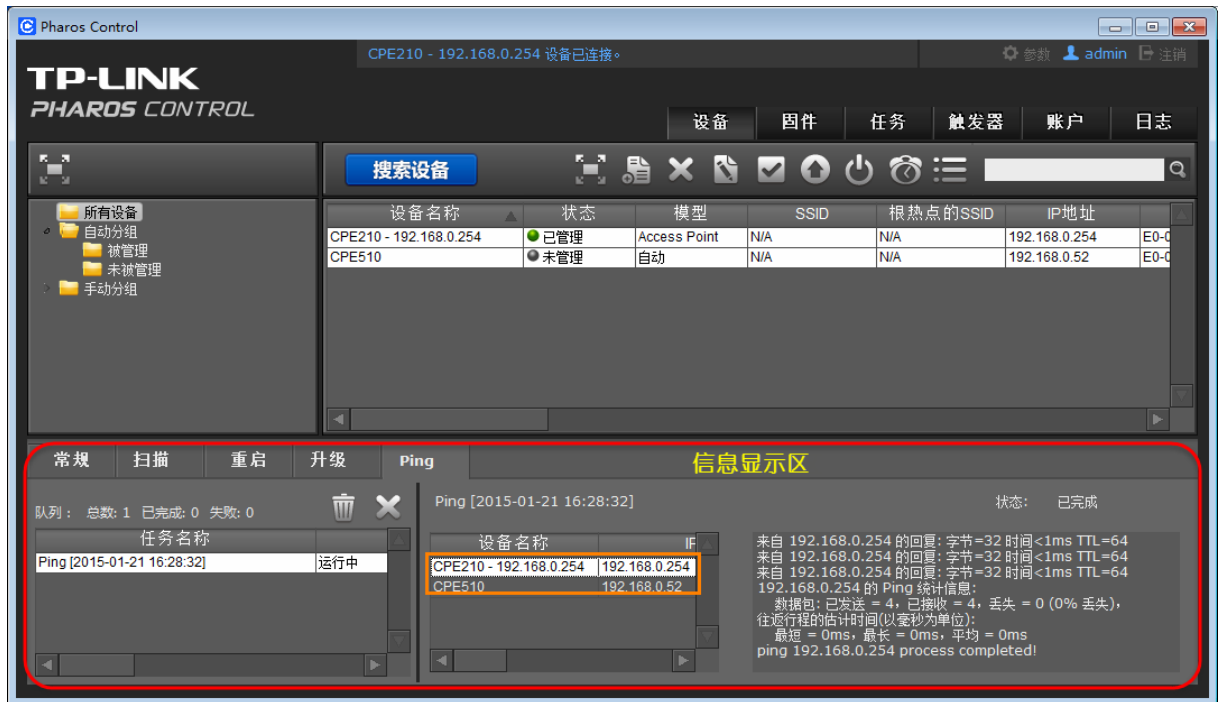 Pharos Control
CPE210 - 192.168.0.254 设备已连接。
参数 admin 注销
TP-LINK
PHAROS CONTROL
设备 固件 任务 触发器 账户 日志
搜索设备
所有设备
自动分组
被管理
未被管理
手动分组
设备名称 状态 模型 SSID 根热点的SSID IP地址
CPE210 - 192.168.0.254 已管理 Access Point N/A N/A 192.168.0.254 E0-0
CPE510 未管理 自动 N/A N/A 192.168.0.52 E0-0
常规 扫描 重启 升级 Ping 信息显示区
队列： 总数: 1 已完成: 0 失败: 0
任务名称
Ping [2015-01-21 16:28:32] 运行中
Ping [2015-01-21 16:28:32] 状态: 已完成
设备名称 IP
CPE210 - 192.168.0.254 192.168.0.254
CPE510 192.168.0.52
来自 192.168.0.254 的回复: 字节=32 时间<1ms TTL=64
来自 192.168.0.254 的回复: 字节=32 时间<1ms TTL=64
来自 192.168.0.254 的回复: 字节=32 时间<1ms TTL=64
192.168.0.254 的 Ping 统计信息:
数据包: 已发送 = 4，已接收 = 4，丢失 = 0 (0% 丢失)，
往返行程的估计时间(以毫秒为单位):
最短 = 0ms，最长 = 0ms，平均 = 0ms
ping 192.168.0.254 process completed!